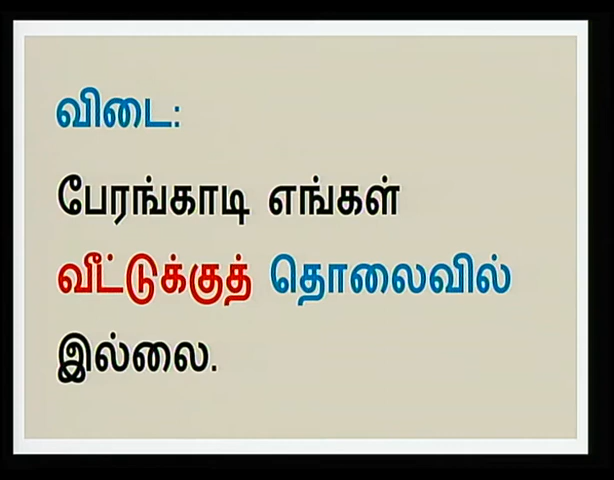 விடை:
பேரங்காடி எங்கள்
வீட்டுக்குத் தொலைவில்
இல்லை.